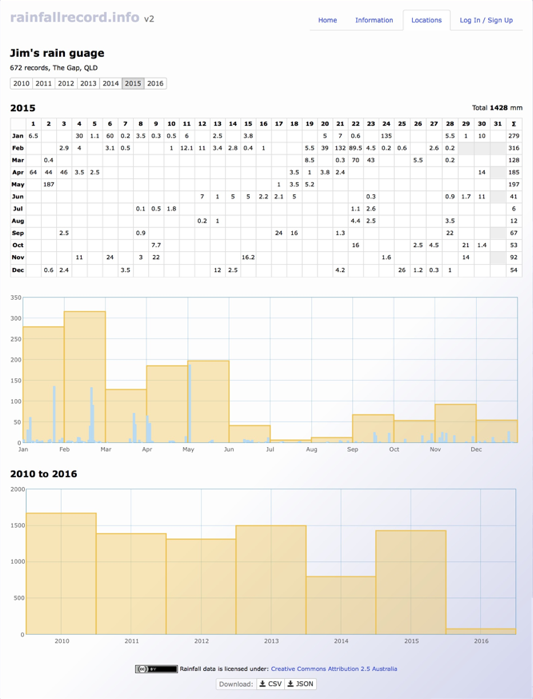 rainfallrecord.info v2
Home Information Locations Log In / Sign Up
Jim's rain guage
672 records, The Gap, QLD
2010 2011 2012 2013 2014 2015 2016
2015 Total 1428 mm
1 2 3 4 5 6 7 8 9 10 11 12 13 14 15 16 17 18 19 20 21 22 23 24 25 26 27 28 29 30 31 Σ
Jan 6.5 30 1.1 60 0.2 3.5 0.3 0.5 6 2.5 3.8 5 7 0.6 135 5.5 1 10 279
Feb 2.9 4 3.1 0.5 1 12.1 11 3.4 2.8 0.4 1 5.5 39 132 89.5 4.5 0.2 0.6 2.6 0.2 316
Mar 0.4 8.5 0.3 70 43 5.5 0.2 128
Apr 64 44 46 3.5 2.5 3.5 1 3.8 2.4 14 185
May 187 1 3.5 5.2 197
Jun 7 1 5 5 2.2 2.1 5 0.3 0.9 1.7 11 41
Jul 0.1 0.5 1.8 1.1 2.6 6
Aug 0.2 1 4.4 2.5 3.5 12
Sep 2.5 0.9 24 16 1.3 22 67
Oct 7.7 16 2.5 4.5 21 1.4 53
Nov 11 24 3 22 16.2 1.6 14 92
Dec 0.6 2.4 3.5 12 2.5 4.2 25 1.2 0.3 1 54
350
300
250
200
150
100
50
0
Jan Feb Mar Apr May Jun Jul Aug Sep Oct Nov Dec
2010 to 2016
2000
1500
1000
500
0
2010 2011 2012 2013 2014 2015 2016
Rainfall data is licensed under: Creative Commons Attribution 2.5 Australia
Download: CSV JSON